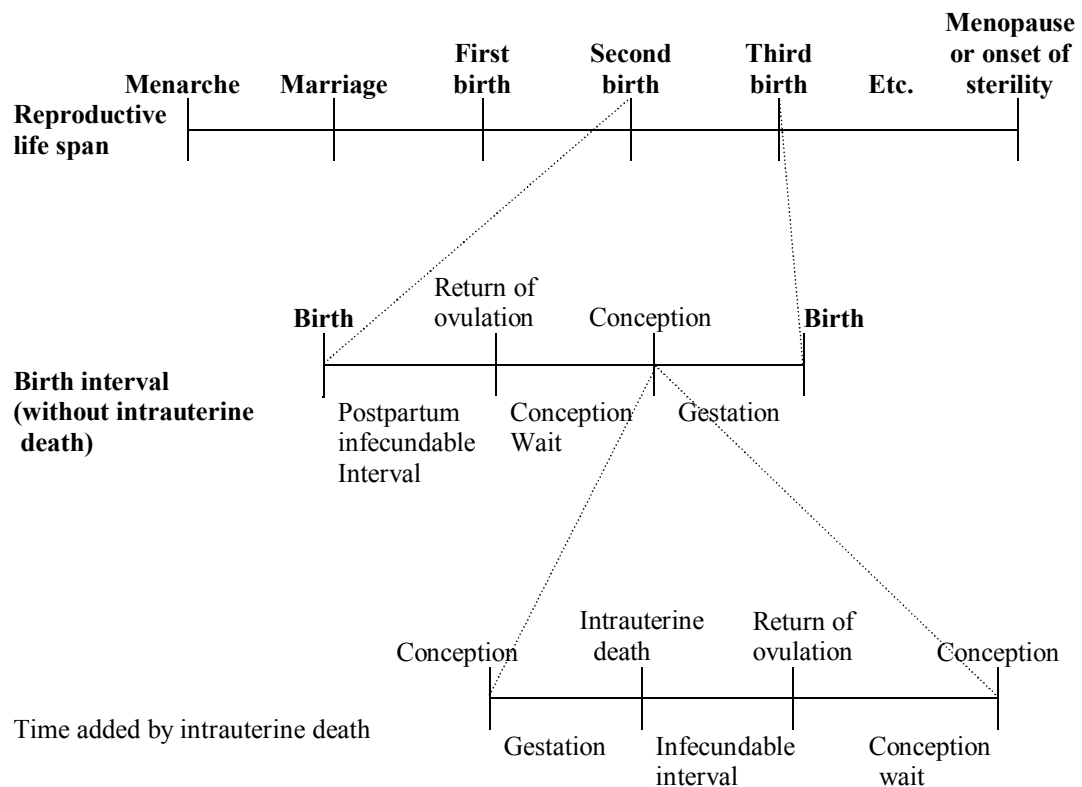 Menopause
or onset of
sterility
First
birth
Second
birth
Third
birth
Etc.
Menarche
Marriage
Reproductive
life span
Birth
Return of
ovulation
Conception
Birth
Birth interval
(without intrauterine
death)
Postpartum
infecundable
Interval
Conception
Wait
Gestation
Conception
Intrauterine
death
Return of
ovulation
Conception
Time added by intrauterine death
Gestation
Infecundable
interval
Conception
wait